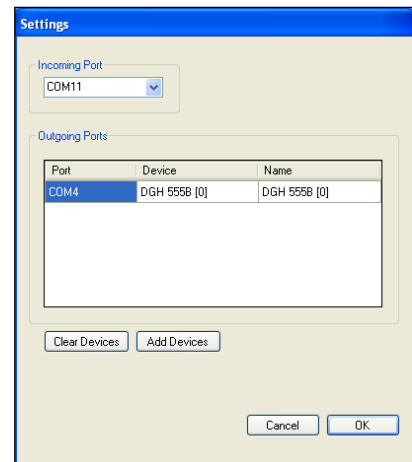 Settings
Incoming Port
COM11
Outgoing Ports
Port Device Name
COM4 DGH 555B [0] DGH 555B [0]
Clear Devices Add Devices
Cancel OK